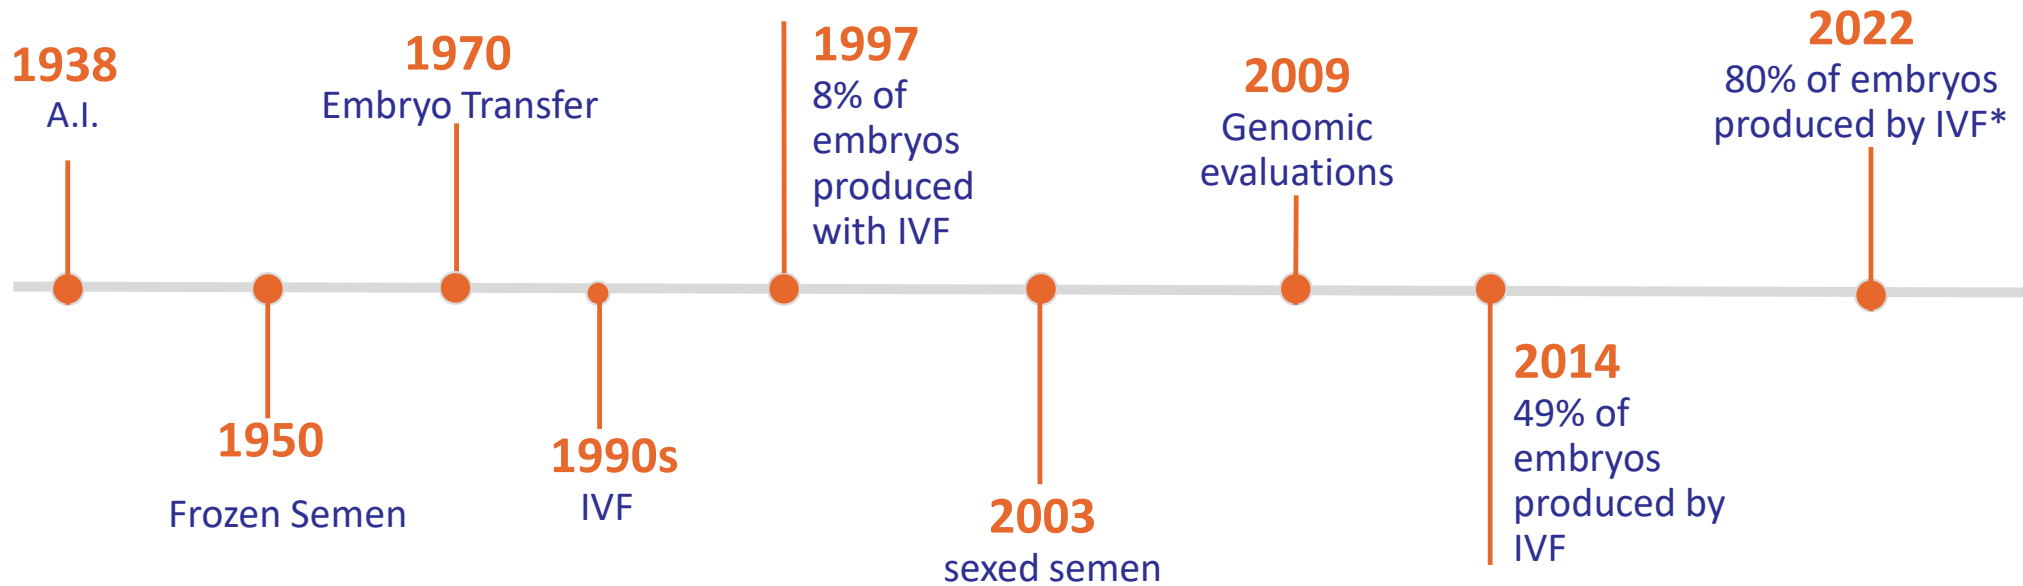 1938
A.I.
1950
Frozen Semen
1970
Embryo Transfer
1990s
IVF
1997
8% of
embryos
produced
with IVF
2003
sexed semen
2009
Genomic
evaluations
2014
49% of
embryos
produced by
IVF
2022
80% of embryos
produced by IVF*